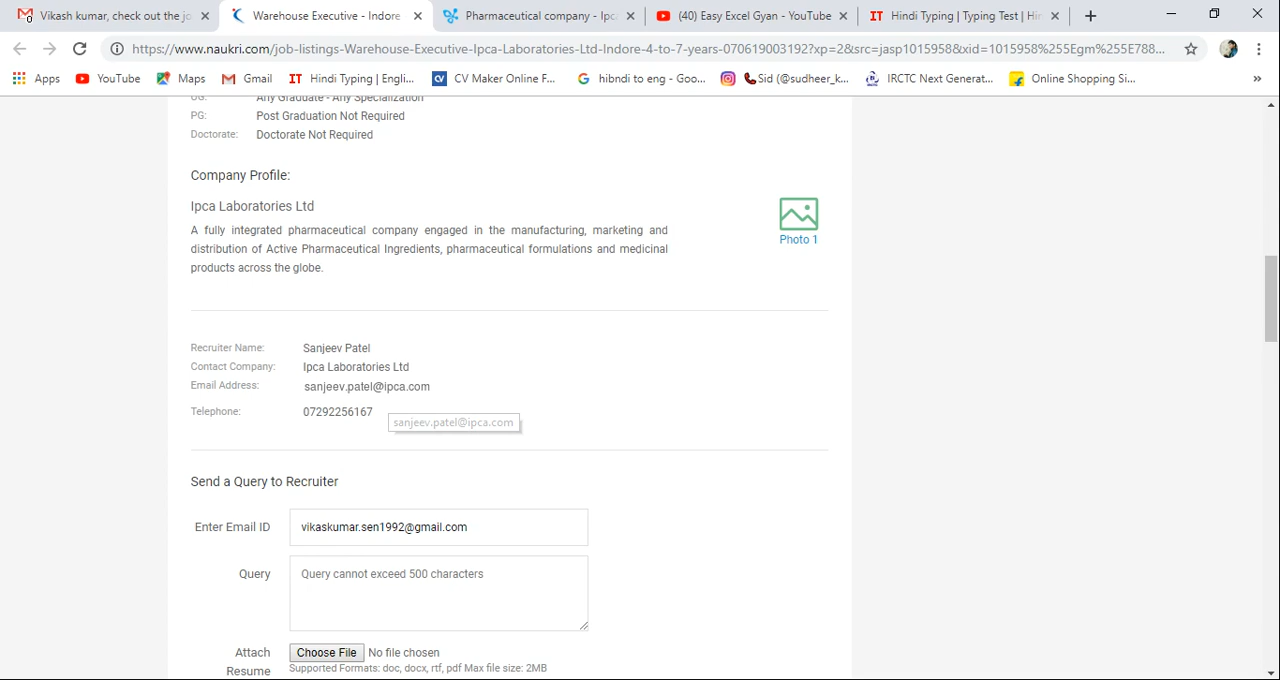 Vikash kumar, check out the jo
Warehouse Executive - Indore
Pharmaceutical company - Ipc
(40) Easy Excel Gyan - YouTube
Hindi Typing | Typing Test | Hi
https://www.naukri.com/job-listings-Warehouse-Executive-Ipca-Laboratories-Ltd-Indore-4-to-7-years-070619003192?xp=2&src=jasp1015958&xid=1015958%255Egm%255E788...
Apps
YouTube
Maps
Gmail
Hindi Typing | Engli...
CV Maker Online F...
hibndi to eng - Goo...
📞Sid (@sudheer_k...
IRCTC Next Generat...
Online Shopping Si...
»
UG: Any Graduate - Any Specialization
PG: Post Graduation Not Required
Doctorate: Doctorate Not Required
Company Profile:
Ipca Laboratories Ltd
A fully integrated pharmaceutical company engaged in the manufacturing, marketing and
distribution of Active Pharmaceutical Ingredients, pharmaceutical formulations and medicinal
products across the globe.
Photo 1
Recruiter Name: Sanjeev Patel
Contact Company: Ipca Laboratories Ltd
Email Address: sanjeev.patel@ipca.com
Telephone: 07292256167
sanjeev.patel@ipca.com
Send a Query to Recruiter
Enter Email ID vikaskumar.sen1992@gmail.com
Query Query cannot exceed 500 characters
Attach Choose File No file chosen
Resume Supported Formats: doc, docx, rtf, pdf Max file size: 2MB